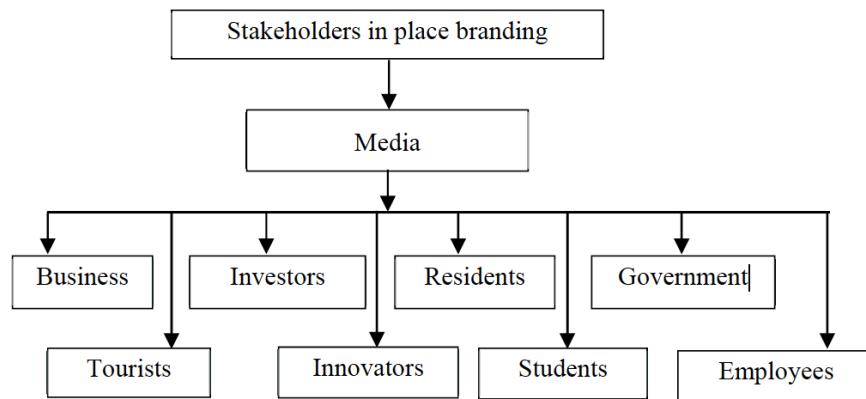 Stakeholders in place branding
Media
Business
Investors
Residents
Government
Tourists
Innovators
Students
Employees